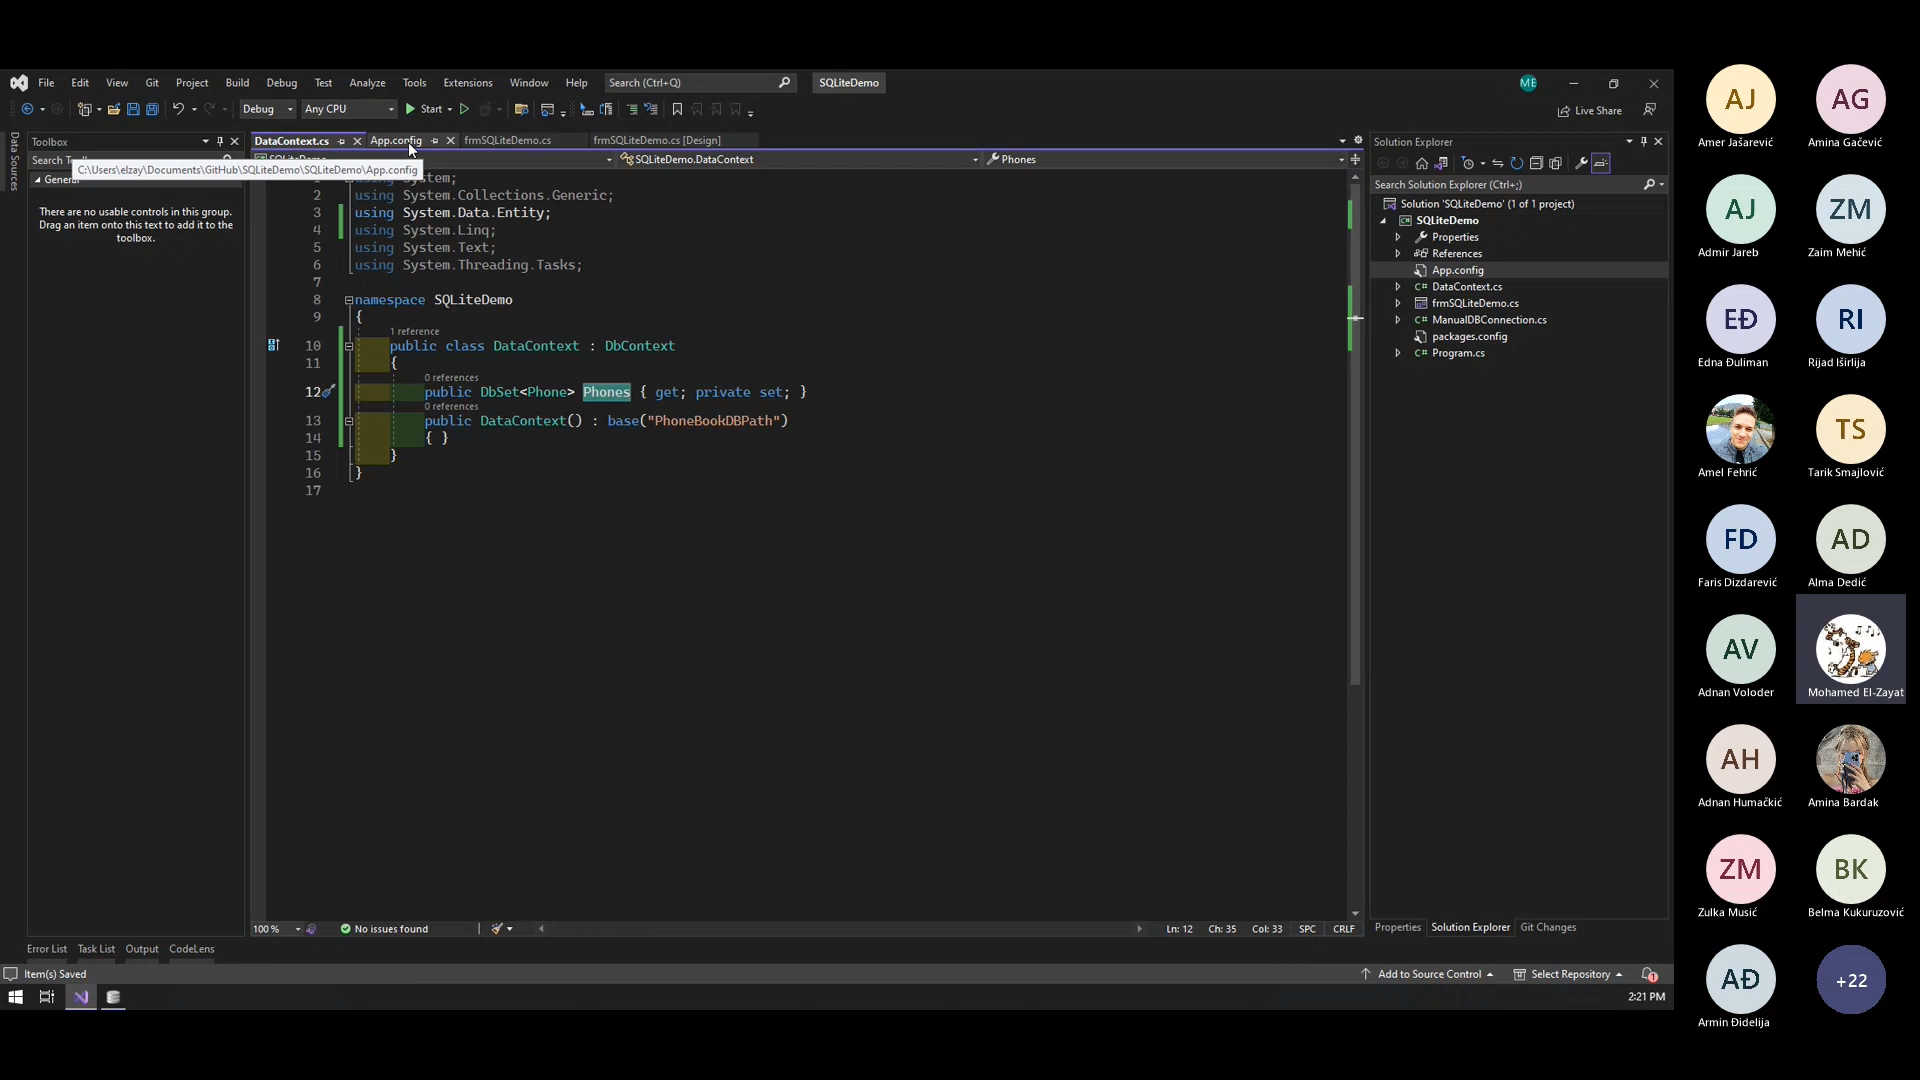 File Edit View Git Project Build Debug Test Analyze Tools Extensions Window Help Search (Ctrl+Q) SQLiteDemo ME
Debug Any CPU Start Live Share
Toolbox
Search
General
There are no usable controls in this group.
Drag an item onto this text to add it to the
toolbox.
Data Sources
DataContext.cs App.config frmSQLiteDemo.cs frmSQLiteDemo.cs [Design]
SQLiteDemo SQLiteDemo.DataContext Phones
C:\Users\elzay\Documents\GitHub\SQLiteDemo\SQLiteDemo\App.config
1 using System;
2 using System.Collections.Generic;
3 using System.Data.Entity;
4 using System.Linq;
5 using System.Text;
6 using System.Threading.Tasks;
7
8 namespace SQLiteDemo
9 {
1 reference
10 public class DataContext : DbContext
11 {
0 references
12 public DbSet<Phone> Phones { get; private set; }
0 references
13 public DataContext() : base("PhoneBookDBPath")
14 { }
15 }
16 }
17
100 % No issues found Ln: 12 Ch: 35 Col: 33 SPC CRLF
Solution Explorer
Search Solution Explorer (Ctrl+;)
Solution 'SQLiteDemo' (1 of 1 project)
SQLiteDemo
Properties
References
App.config
C# DataContext.cs
frmSQLiteDemo.cs
C# ManualDBConnection.cs
packages.config
C# Program.cs
Properties Solution Explorer Git Changes
Error List Task List Output CodeLens
Item(s) Saved Add to Source Control Select Repository 1
2:21 PM
AJ AG
Amer Jašarević Amina Gačević
AJ ZM
Admir Jareb Zaim Mehić
EĐ RI
Edna Đuliman Rijad Iširlija
TS
Amel Fehrić Tarik Smajlović
FD AD
Faris Dizdarević Alma Dedić
AV
Adnan Voloder Mohamed El-Zayat
AH
Adnan Humačkić Amina Bardak
ZM BK
Zulka Musić Belma Kukuruzović
AĐ +22
Armin Đidelija